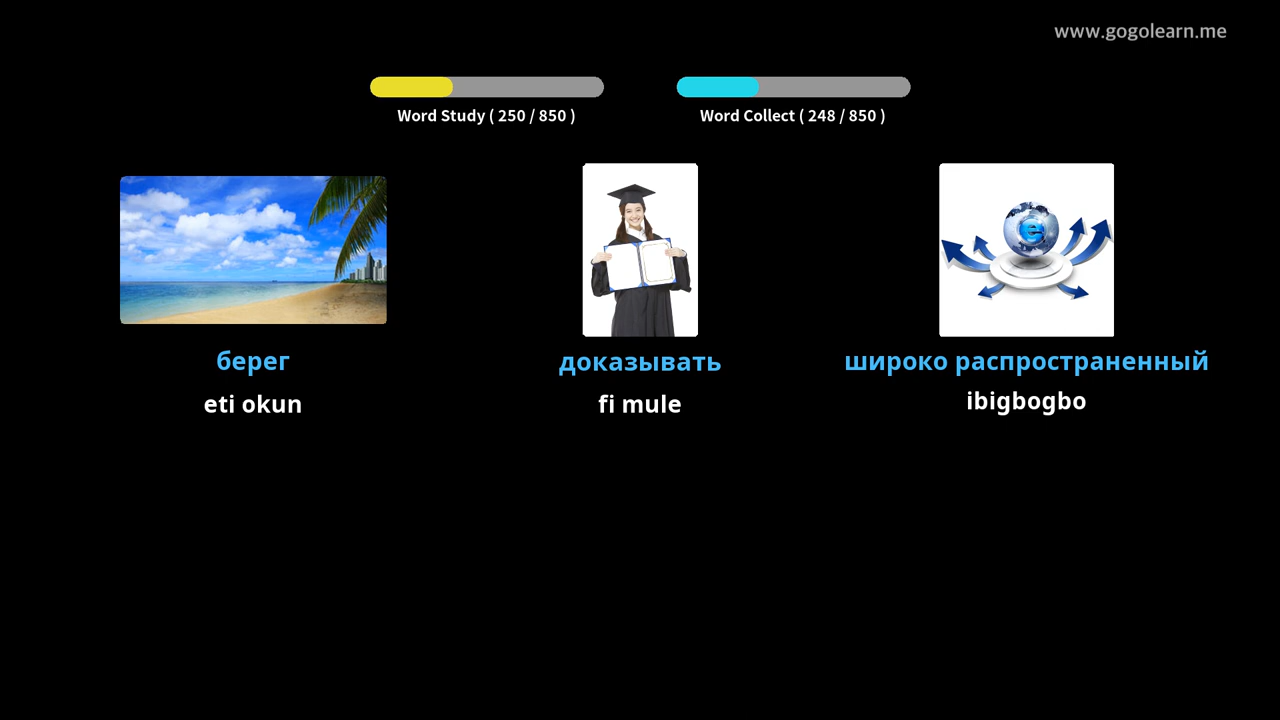 www.gogolearn.me
Word Study ( 250 / 850 )
Word Collect ( 248 / 850 )
берег
доказывать
широко распространенный
eti okun
fi mule
ibigbogbo